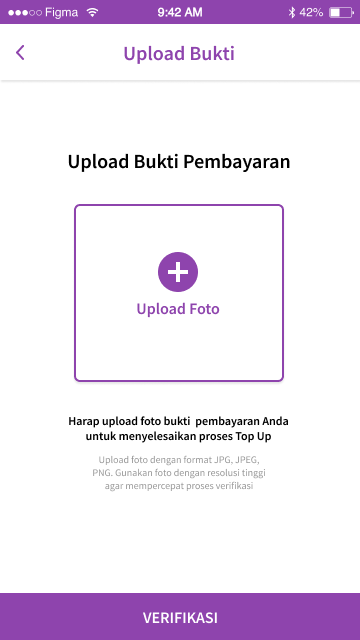 Figma 9:42 AM 42%
Upload Bukti
Upload Bukti Pembayaran
Upload Foto
Harap upload foto bukti  pembayaran Anda
untuk menyelesaikan proses Top Up
Upload foto dengan format JPG, JPEG,
PNG. Gunakan foto dengan resolusi tinggi
agar mempercepat proses verifikasi
VERIFIKASI